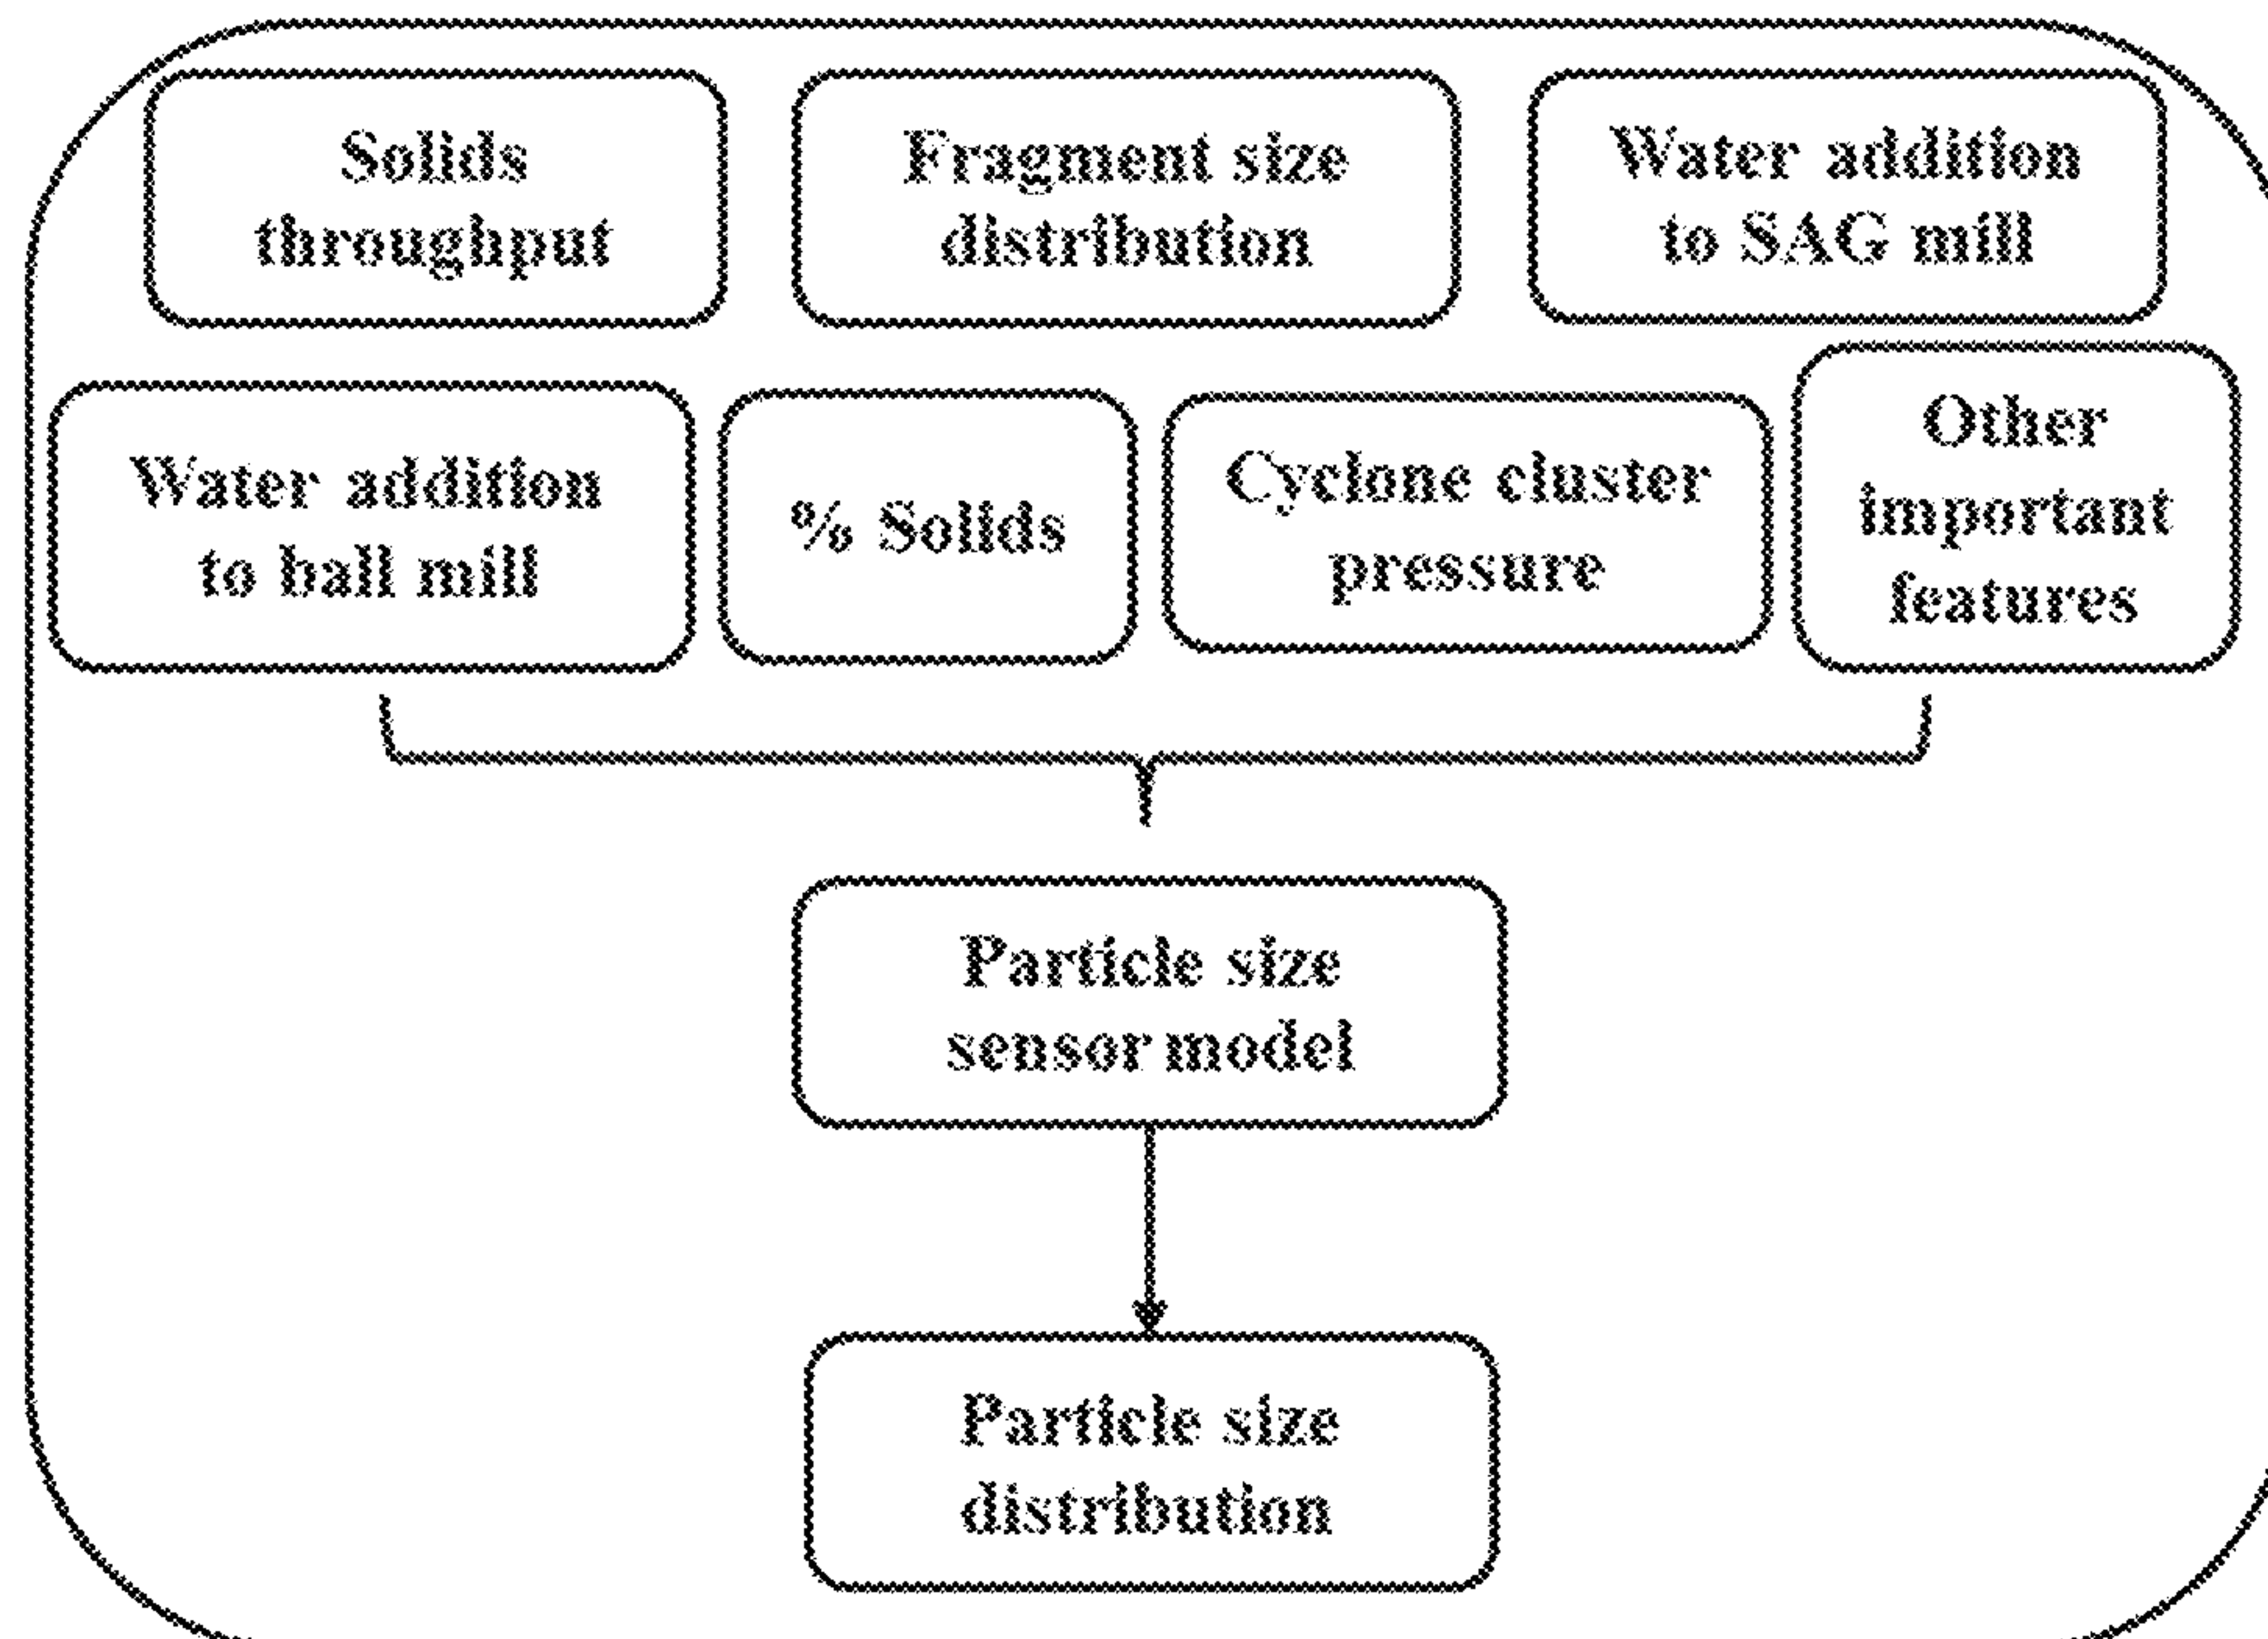 Solids
throughput
Fragment size
distribution
Water addition
to SAG mill
Water addition
to ball mill
% Solids
Cyclone cluster
pressure
Other
important
features
Particle size
sensor model
Particle size
distribution